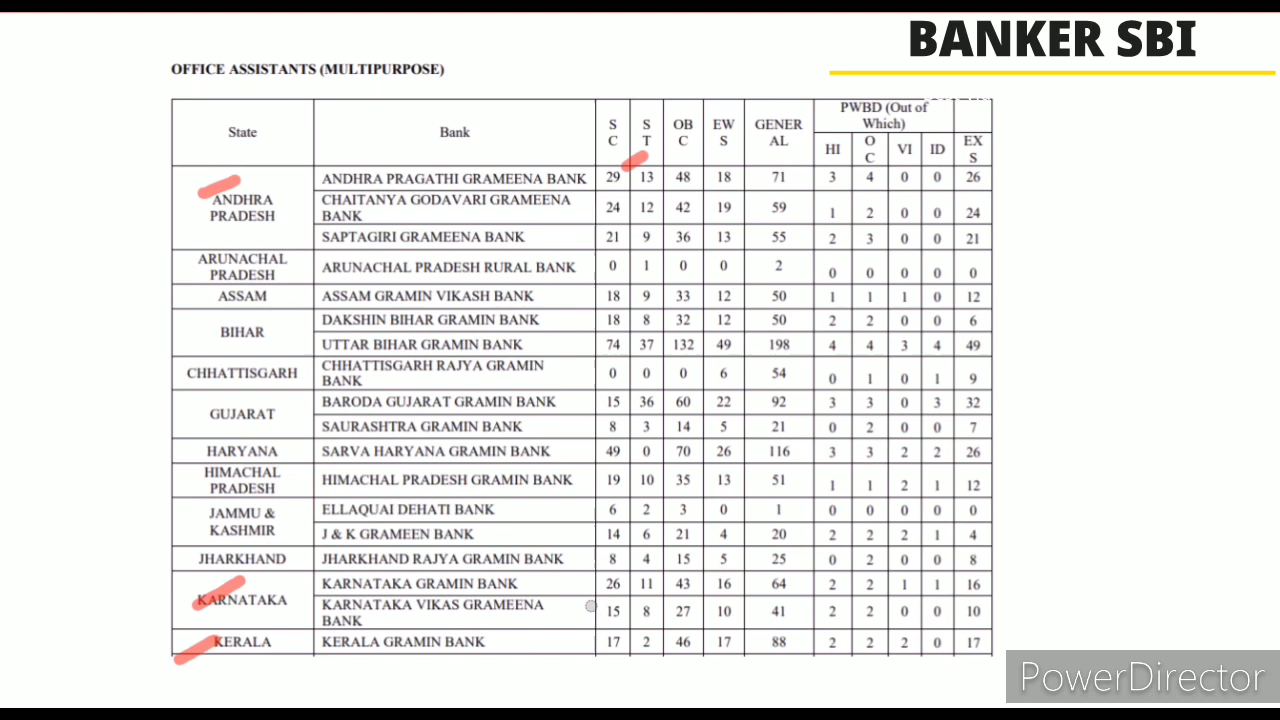 BANKER SBI
OFFICE ASSISTANTS (MULTIPURPOSE)
State Bank SC ST OBC EWS GENERAL PWBD (Out of Which) HI OC VI ID EXS
ANDHRA PRADESH ANDHRA PRAGATHI GRAMEENA BANK 29 13 48 18 71 3 4 0 0 26
CHAITANYA GODAVARI GRAMEENA BANK 24 12 42 19 59 1 2 0 0 24
SAPTAGIRI GRAMEENA BANK 21 9 36 13 55 2 3 0 0 21
ARUNACHAL PRADESH ARUNACHAL PRADESH RURAL BANK 0 1 0 0 2 0 0 0 0 0
ASSAM ASSAM GRAMIN VIKASH BANK 18 9 33 12 50 1 1 1 0 12
BIHAR DAKSHIN BIHAR GRAMIN BANK 18 8 32 12 50 2 2 0 0 6
UTTAR BIHAR GRAMIN BANK 74 37 132 49 198 4 4 3 4 49
CHHATTISGARH CHHATTISGARH RAJYA GRAMIN BANK 0 0 0 6 54 0 1 0 1 9
GUJARAT BARODA GUJARAT GRAMIN BANK 15 36 60 22 92 3 3 0 3 32
SAURASHTRA GRAMIN BANK 8 3 14 5 21 0 2 0 0 7
HARYANA SARVA HARYANA GRAMIN BANK 49 0 70 26 116 3 3 2 2 26
HIMACHAL PRADESH HIMACHAL PRADESH GRAMIN BANK 19 10 35 13 51 1 1 2 1 12
JAMMU & KASHMIR ELLAQUAI DEHATI BANK 6 2 3 0 1 0 0 0 0 0
J & K GRAMEEN BANK 14 6 21 4 20 2 2 2 1 4
JHARKHAND JHARKHAND RAJYA GRAMIN BANK 8 4 15 5 25 0 2 0 0 8
KARNATAKA KARNATAKA GRAMIN BANK 26 11 43 16 64 2 2 1 1 16
KARNATAKA VIKAS GRAMEENA BANK 15 8 27 10 41 2 2 0 0 10
KERALA KERALA GRAMIN BANK 17 2 46 17 88 2 2 2 0 17
PowerDirector